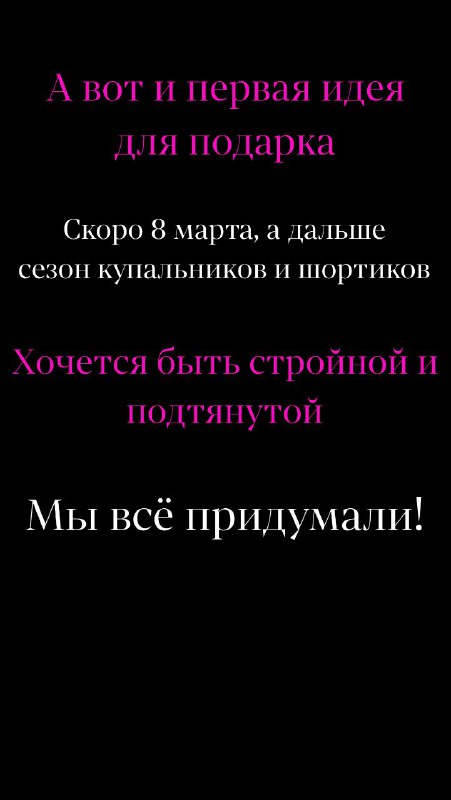 А вот и первая идея
для подарка
Скоро 8 марта, а дальше
сезон купальников и шортиков
Хочется быть стройной и
подтянутой
Мы всё придумали!